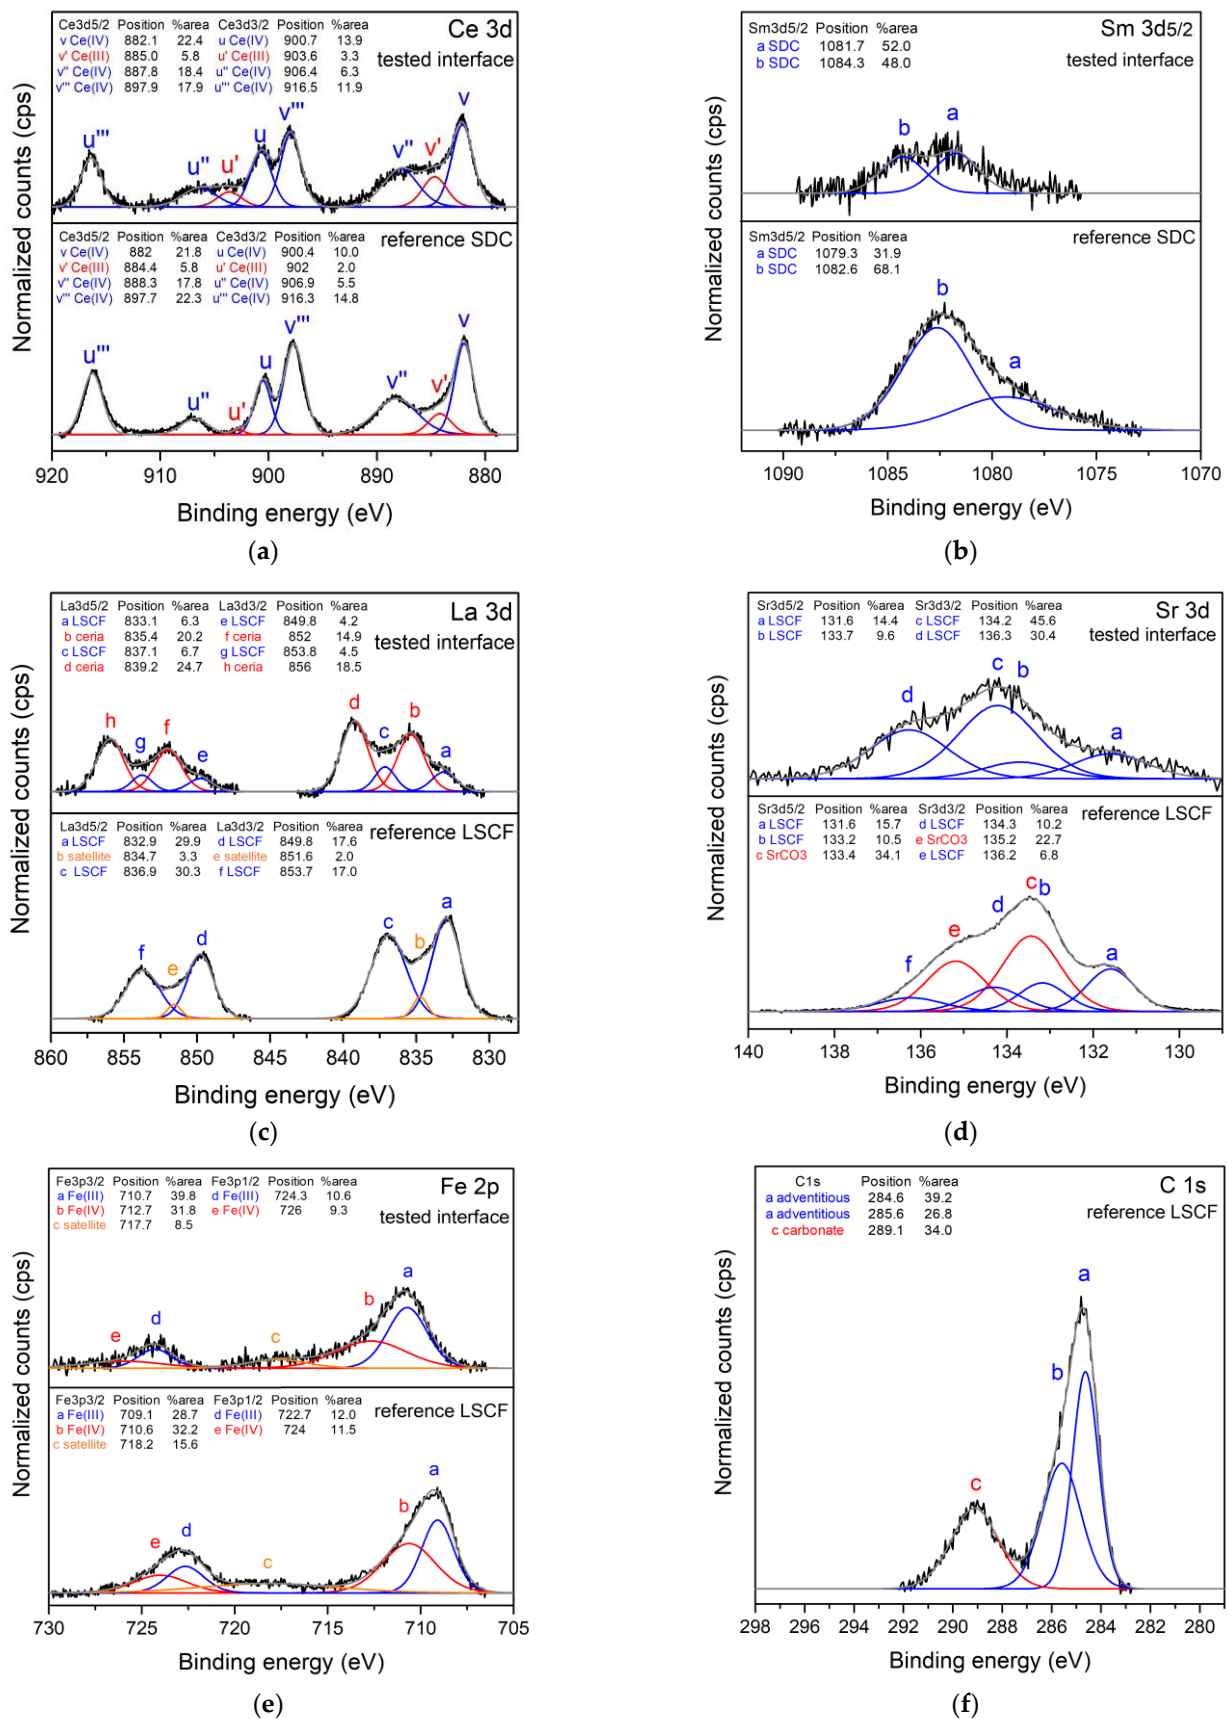 Ce3d5/2 Position %area Ce3d3/2 Position %area
v Ce(IV) 882.1 22.4 u Ce(IV) 900.7 13.9
v' Ce(III) 885.0 5.8 u' Ce(III) 903.6 3.3
v'' Ce(IV) 887.8 18.4 u'' Ce(IV) 906.4 6.3
v''' Ce(IV) 897.9 17.9 u''' Ce(IV) 916.5 11.9
Ce 3d
tested interface
u''' u'' u' u v''' v'' v' v
Ce3d5/2 Position %area Ce3d3/2 Position %area
v Ce(IV) 882 21.8 u Ce(IV) 900.4 10.0
v' Ce(III) 884.4 5.8 u' Ce(III) 902 2.0
v'' Ce(IV) 888.3 17.8 u'' Ce(IV) 906.9 5.5
v''' Ce(IV) 897.7 22.3 u''' Ce(IV) 916.3 14.8
reference SDC
u''' u'' u' u v''' v'' v' v
Normalized counts (cps)
920 910 900 890 880
Binding energy (eV)
(a)
Sm3d5/2 Position %area
a SDC 1081.7 52.0
b SDC 1084.3 48.0
Sm 3d5/2
tested interface
b a
Sm3d5/2 Position %area
a SDC 1079.3 31.9
b SDC 1082.6 68.1
reference SDC
b a
Normalized counts (cps)
1090 1085 1080 1075 1070
Binding energy (eV)
(b)
La3d5/2 Position %area La3d3/2 Position %area
a LSCF 833.1 6.3 e LSCF 849.8 4.2
b ceria 835.4 20.2 f ceria 852 14.9
c LSCF 837.1 6.7 g LSCF 853.8 4.5
d ceria 839.2 24.7 h ceria 856 18.5
La 3d
tested interface
h g f e d c b a
La3d5/2 Position %area La3d3/2 Position %area
a LSCF 832.9 29.9 d LSCF 849.8 17.6
b satellite 834.7 3.3 e satellite 851.6 2.0
c LSCF 836.9 30.3 f LSCF 853.7 17.0
reference LSCF
f e d c b a
Normalized counts (cps)
860 855 850 845 840 835 830
Binding energy (eV)
(c)
Sr3d5/2 Position %area Sr3d3/2 Position %area
a LSCF 131.6 14.4 c LSCF 134.2 45.6
b LSCF 133.7 9.6 d LSCF 136.3 30.4
Sr 3d
tested interface
d c b a
Sr3d5/2 Position %area Sr3d3/2 Position %area
a LSCF 131.6 15.7 d LSCF 134.3 10.2
b LSCF 133.2 10.5 e SrCO3 135.2 22.7
c SrCO3 133.4 34.1 e LSCF 136.2 6.8
reference LSCF
f e d c b a
Normalized counts (cps)
140 138 136 134 132 130
Binding energy (eV)
(d)
Fe3p3/2 Position %area Fe3p1/2 Position %area
a Fe(III) 710.7 39.8 d Fe(III) 724.3 10.6
b Fe(IV) 712.7 31.8 e Fe(IV) 726 9.3
c satellite 717.7 8.5
Fe 2p
tested interface
e d c b a
Fe3p3/2 Position %area Fe3p1/2 Position %area
a Fe(III) 709.1 28.7 d Fe(III) 722.7 12.0
b Fe(IV) 710.6 32.2 e Fe(IV) 724 11.5
c satellite 718.2 15.6
reference LSCF
e d c b a
Normalized counts (cps)
730 725 720 715 710 705
Binding energy (eV)
(e)
C1s Position %area
a adventitious 284.6 39.2
a adventitious 285.6 26.8
c carbonate 289.1 34.0
C 1s
reference LSCF
c b a
Normalized counts (cps)
298 296 294 292 290 288 286 284 282 280
Binding energy (eV)
(f)